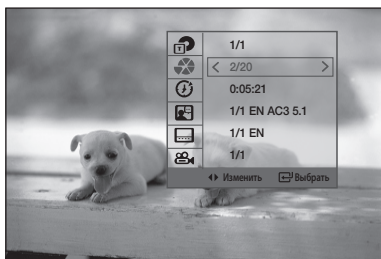 1/1
< 2/20 >
0:05:21
1/1 EN AC3 5.1
1/1 EN
1/1
Изменить Выбрать